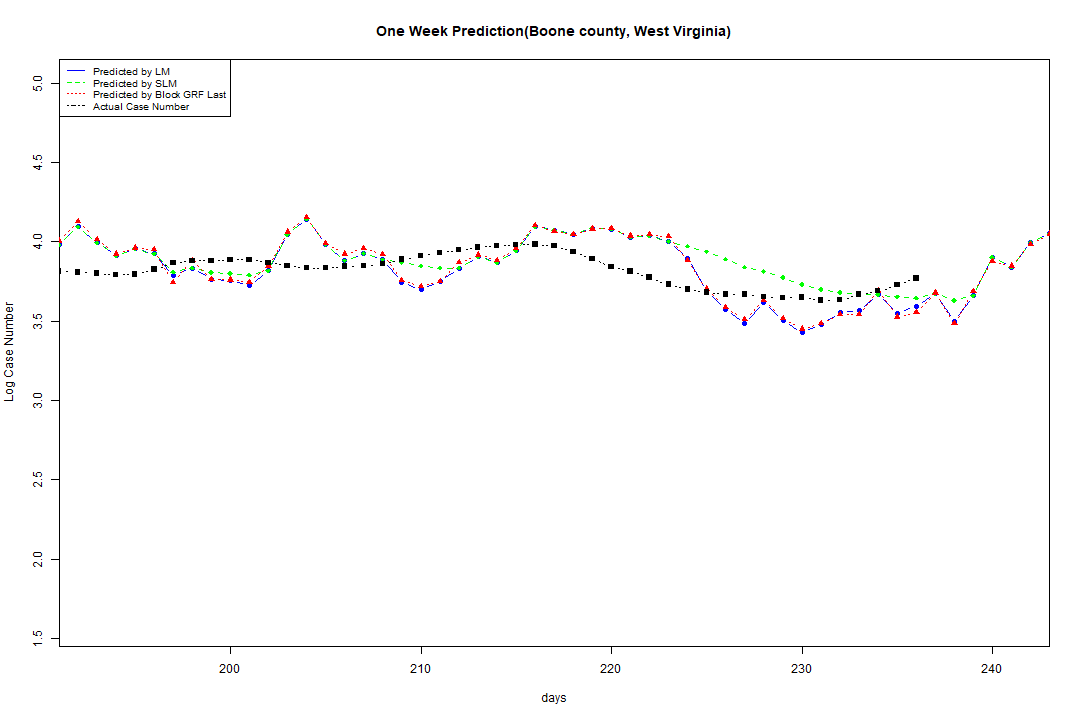 One Week Prediction(Boone county, West Virginia)
Predicted by LM
Predicted by SLM
Predicted by Block GRF Last
Actual Case Number
5.0
4.5
4.0
3.5
3.0
2.5
2.0
1.5
Log Case Number
200 210 220 230 240
days